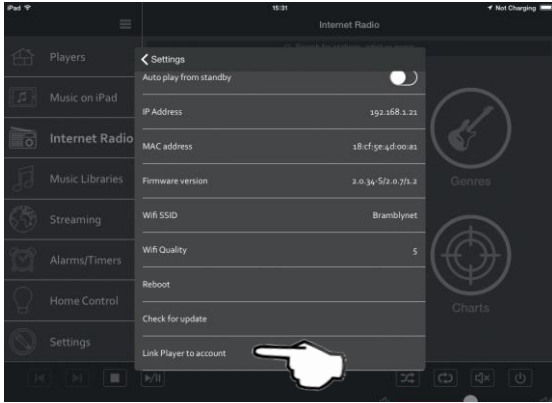 iPad
15:31
Not Charging
Internet Radio
Players
Music on iPad
Internet Radio
Music Libraries
Streaming
Alarms/Timers
Home Control
Settings
Settings
Auto play from standby
IP Address 192.168.1.21
MAC address 18:cf:5e:4d:00:a1
Firmware version 2.0.34-S/2.0.7/1.2
Wifi SSID Bramblynet
Wifi Quality 5
Reboot
Check for update
Link Player to account
Genres
Charts